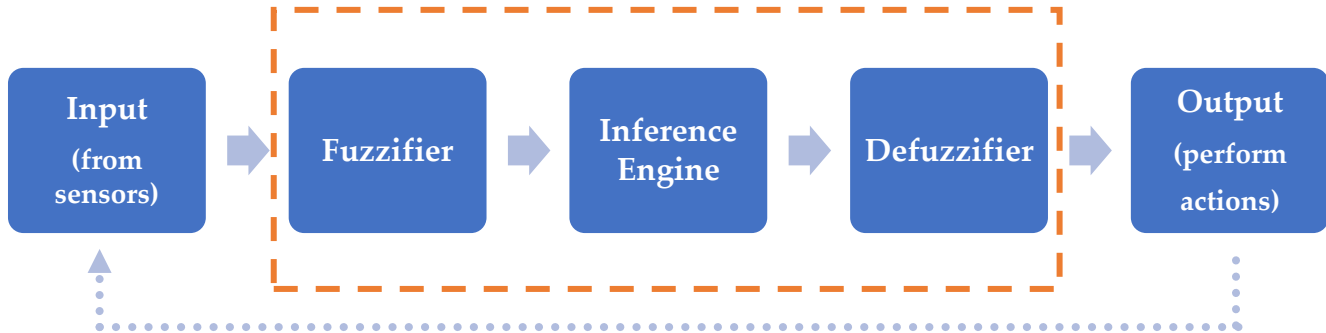 Input
(from
sensors)
Fuzzifier
Inference
Engine
Defuzzifier
Output
(perform
actions)